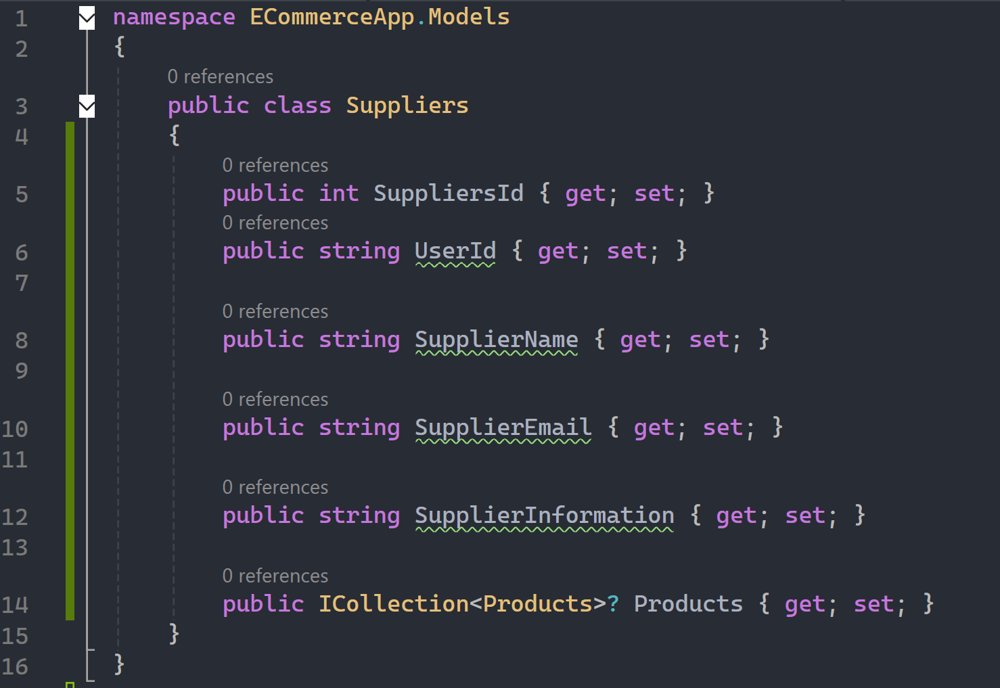 1 namespace ECommerceApp.Models
2 {
0 references
3 public class Suppliers
4 {
0 references
5 public int SuppliersId { get; set; }
0 references
6 public string UserId { get; set; }
7
0 references
8 public string SupplierName { get; set; }
9
0 references
10 public string SupplierEmail { get; set; }
11
0 references
12 public string SupplierInformation { get; set; }
13
0 references
14 public ICollection<Products>? Products { get; set; }
15 }
16 }